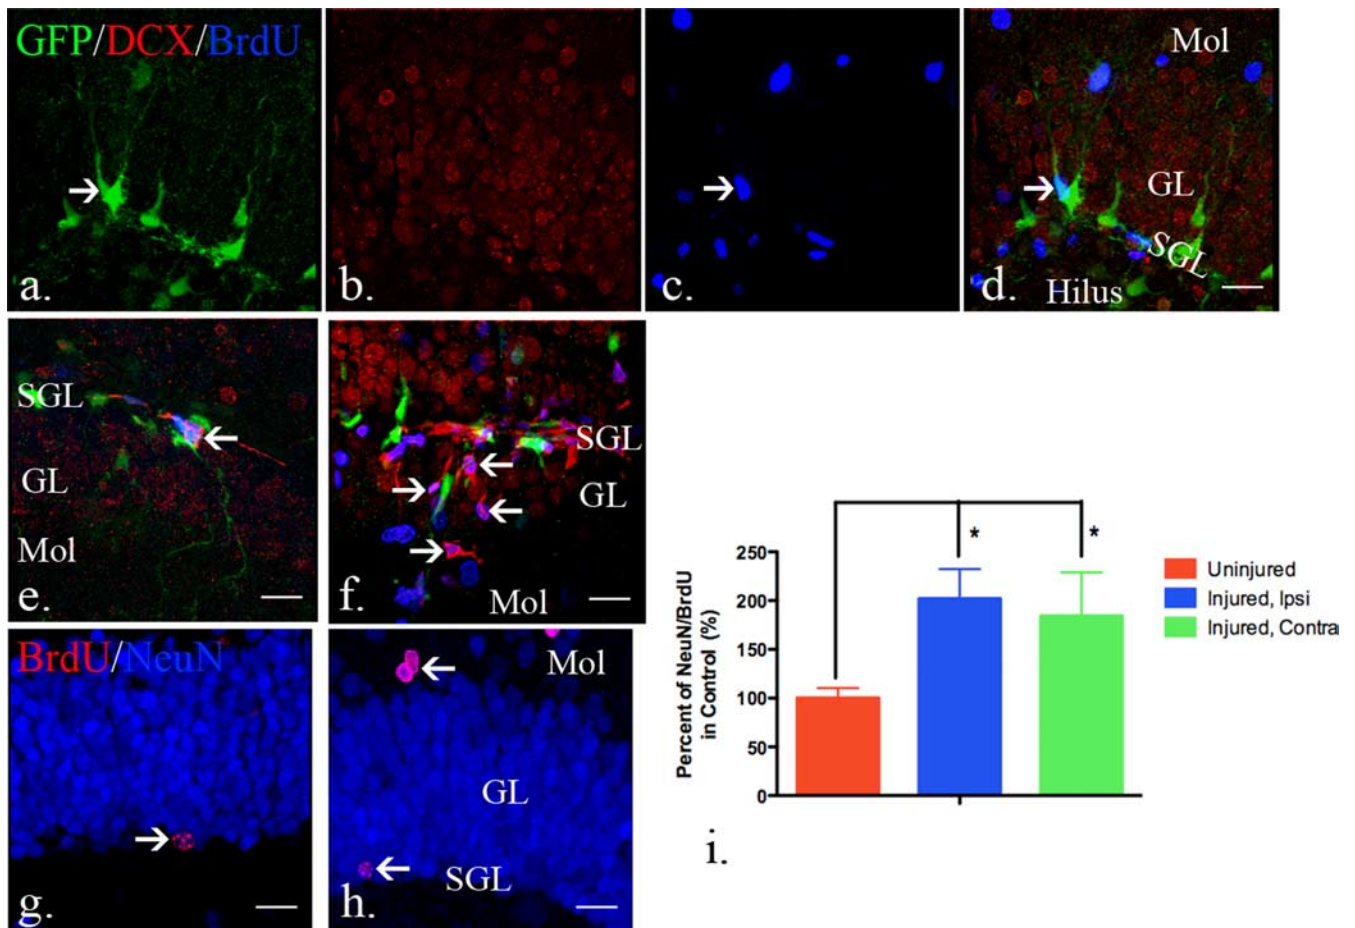 GFP/DCX/BrdU
a.
b.
c.
Mol
GL
SGL
Hilus
d.
SGL
GL
Mol
e.
SGL
GL
Mol
f.
BrdU/NeuN
g.
Mol
GL
SGL
h.
Percent of NeuN/BrdU
in Control (%)
250
200
150
100
50
0
*
*
Uninjured
Injured, Ipsi
Injured, Contra
i.